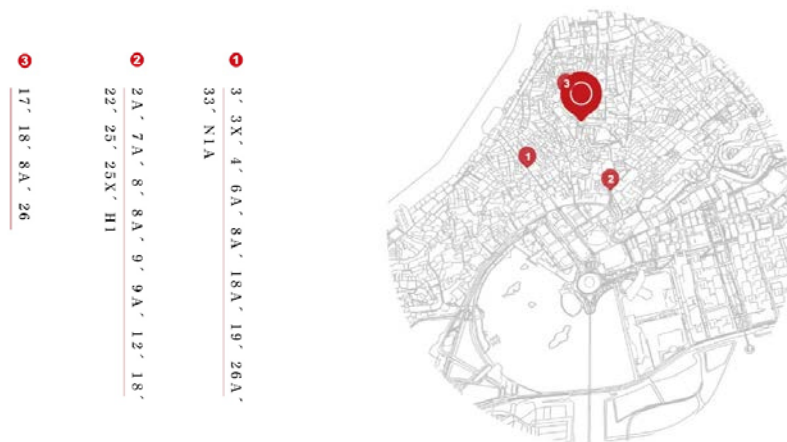 1
3、3X、4、6A、8A、18A、19、26A、
33、N1A
2
2A、7A、8、8A、9、9A、12、18、
22、25、25X、H1
3
17、18、8A、26
3
1
2